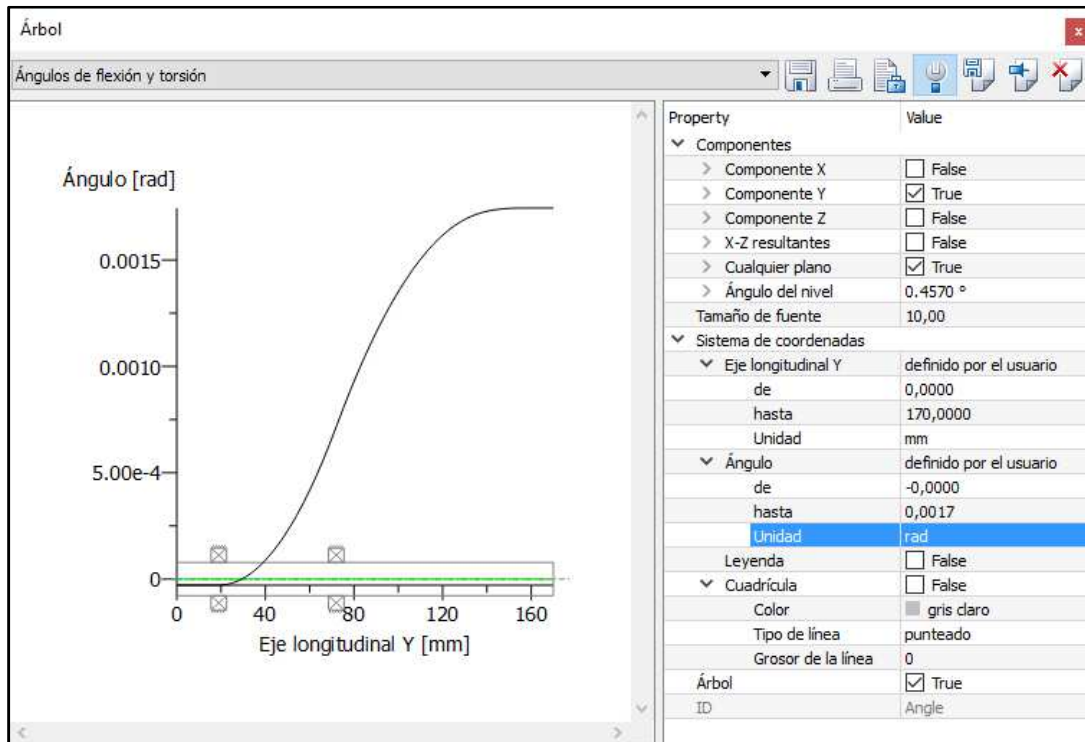 Árbol
x
Ángulos de flexión y torsión
Ángulo [rad]
0.0015
0.0010
5.00e-4
0
0 40 80 120 160
Eje longitudinal Y [mm]
Property Value
Componentes
Componente X False
Componente Y True
Componente Z False
X-Z resultantes False
Cualquier plano True
Ángulo del nivel 0.4570 °
Tamaño de fuente 10,00
Sistema de coordenadas
Eje longitudinal Y definido por el usuario
de 0,0000
hasta 170,0000
Unidad mm
Ángulo definido por el usuario
de -0,0000
hasta 0,0017
Unidad rad
Leyenda False
Cuadrícula False
Color gris claro
Tipo de línea punteado
Grosor de la línea 0
Árbol True
ID Angle